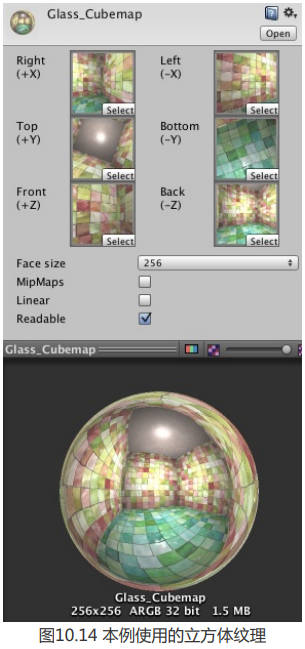 Glass_Cubemap
Open
Right (+X)
Left (-X)
Select
Select
Top (+Y)
Bottom (-Y)
Select
Select
Front (+Z)
Back (-Z)
Select
Select
Face size 256
MipMaps
Linear
Readable
Glass_Cubemap
Glass_Cubemap
256x256 ARGB 32 bit 1.5 MB
图10.14 本例使用的立方体纹理